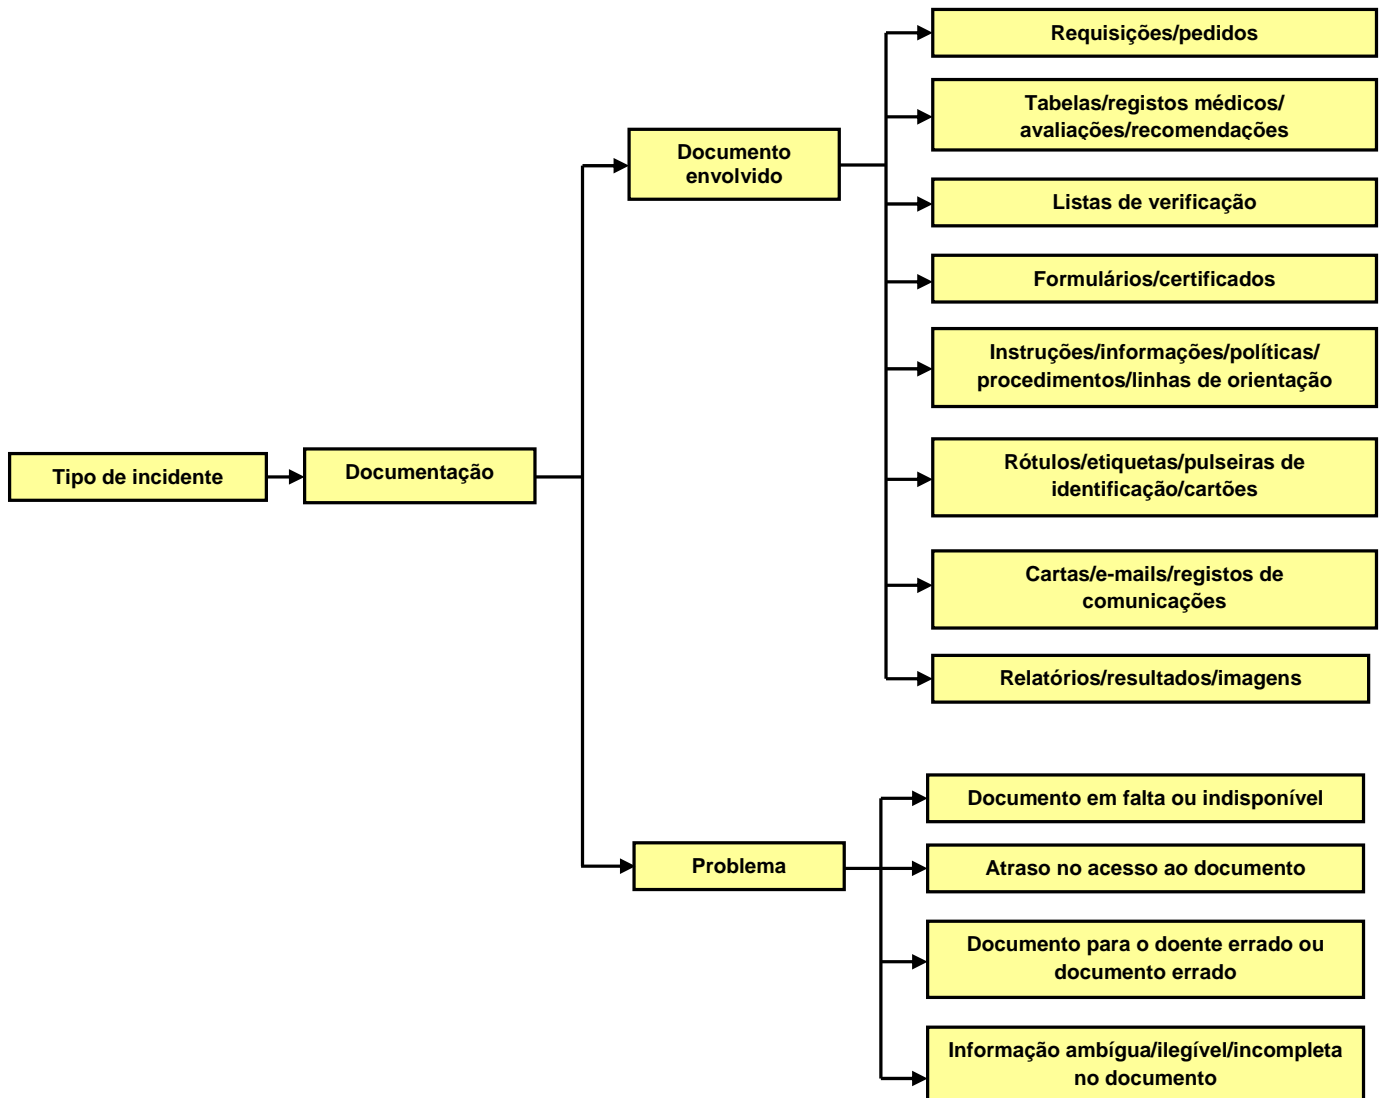 Requisições/pedidos
Tabelas/registos médicos/
avaliações/recomendações
Documento
envolvido
Listas de verificação
Formulários/certificados
Instruções/informações/políticas/
procedimentos/linhas de orientação
Tipo de incidente
Documentação
Rótulos/etiquetas/pulseiras de
identificação/cartões
Cartas/e-mails/registos de
comunicações
Relatórios/resultados/imagens
Problema
Documento em falta ou indisponível
Atraso no acesso ao documento
Documento para o doente errado ou
documento errado
Informação ambígua/ilegível/incompleta
no documento